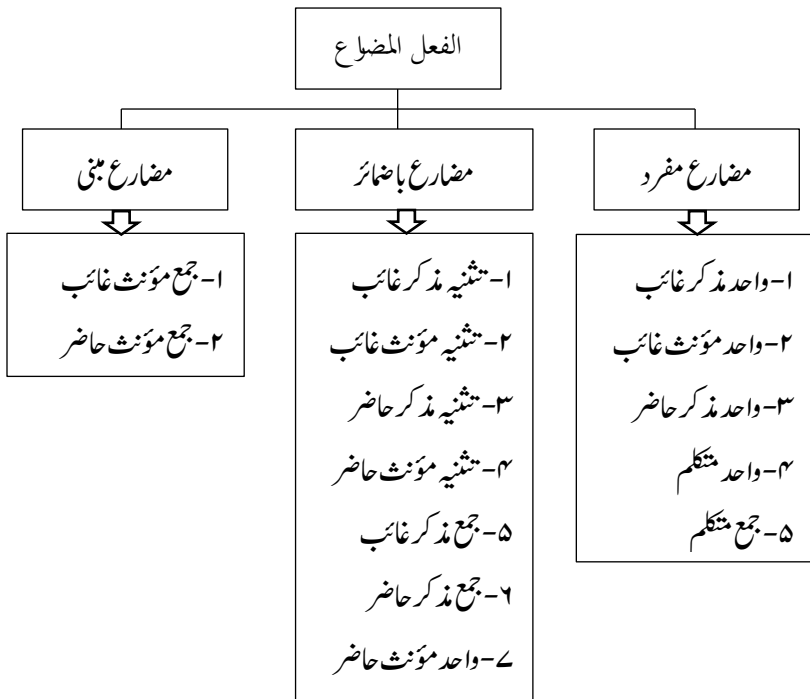 الفعل المضارع
مضارع مفرد
۱-واحد مذکر غائب
۲-واحد مؤنث غائب
۳-واحد مذکر حاضر
۴-واحد متکلم
۵-جمع متکلم
مضارع باضمائر
۱-تثنیہ مذکر غائب
۲-تثنیہ مؤنث غائب
۳-تثنیہ مذکر حاضر
۴-تثنیہ مؤنث حاضر
۵-جمع مذکر غائب
۶-جمع مذکر حاضر
۷-واحد مؤنث حاضر
مضارع مبنی
۱-جمع مؤنث غائب
۲-جمع مؤنث حاضر